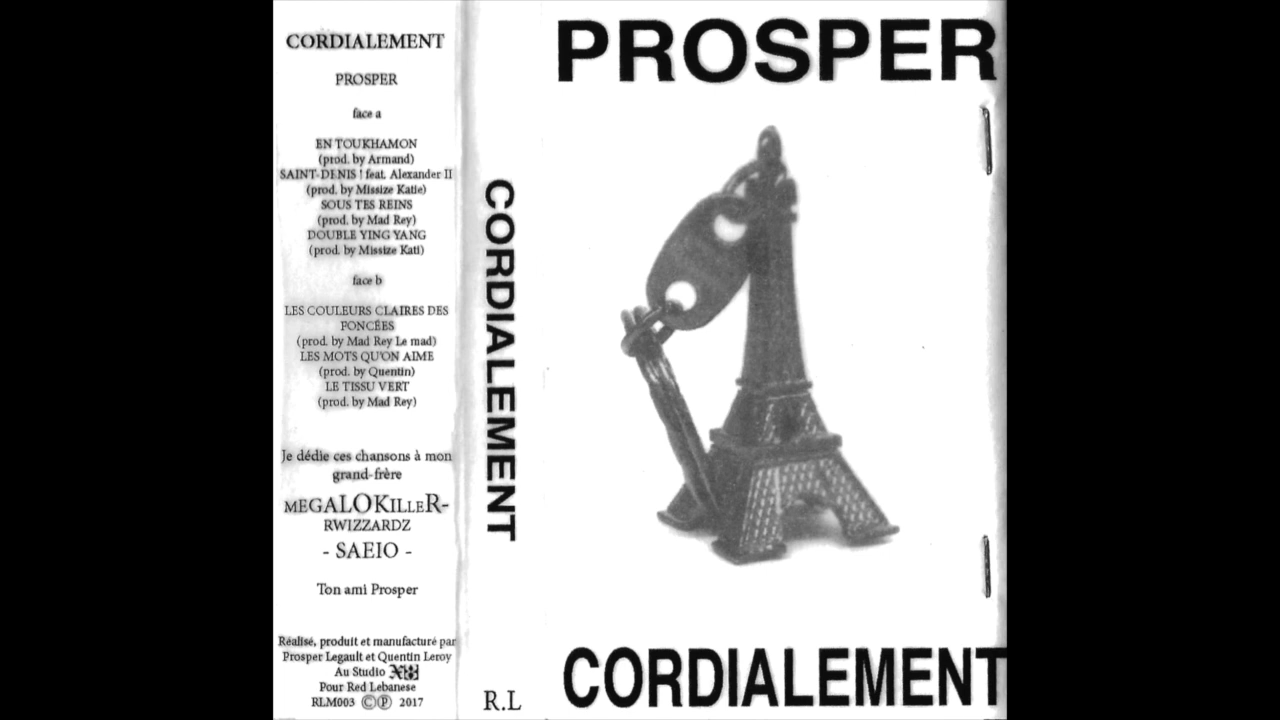 CORDIALEMENT
PROSPER
face a
EN TOUKHAMON
(prod. by Armand)
SAINT-DENIS ! feat. Alexander II
(prod. by Missize Katie)
SOUS TES REINS
(prod. by Mad Rey)
DOUBLE YING YANG
(prod. by Missize Kati)
face b
LES COULEURS CLAIRES DES
FONCÉES
(prod. by Mad Rey Le mad)
LES MOTS QU'ON AIME
(prod. by Quentin)
LE TISSU VERT
(prod. by Mad Rey)
Je dédie ces chansons à mon
grand-frère
MEGALOKILLER-
RWIZZARDZ
- SAEIO -
Ton ami Prosper
Réalisé, produit et manufacturé par
Prosper Legault et Quentin Leroy
Au Studio
Pour Red Lebanese
RLM003 ©℗ 2017
CORDIALEMENT
R.L
PROSPER
CORDIALEMENT